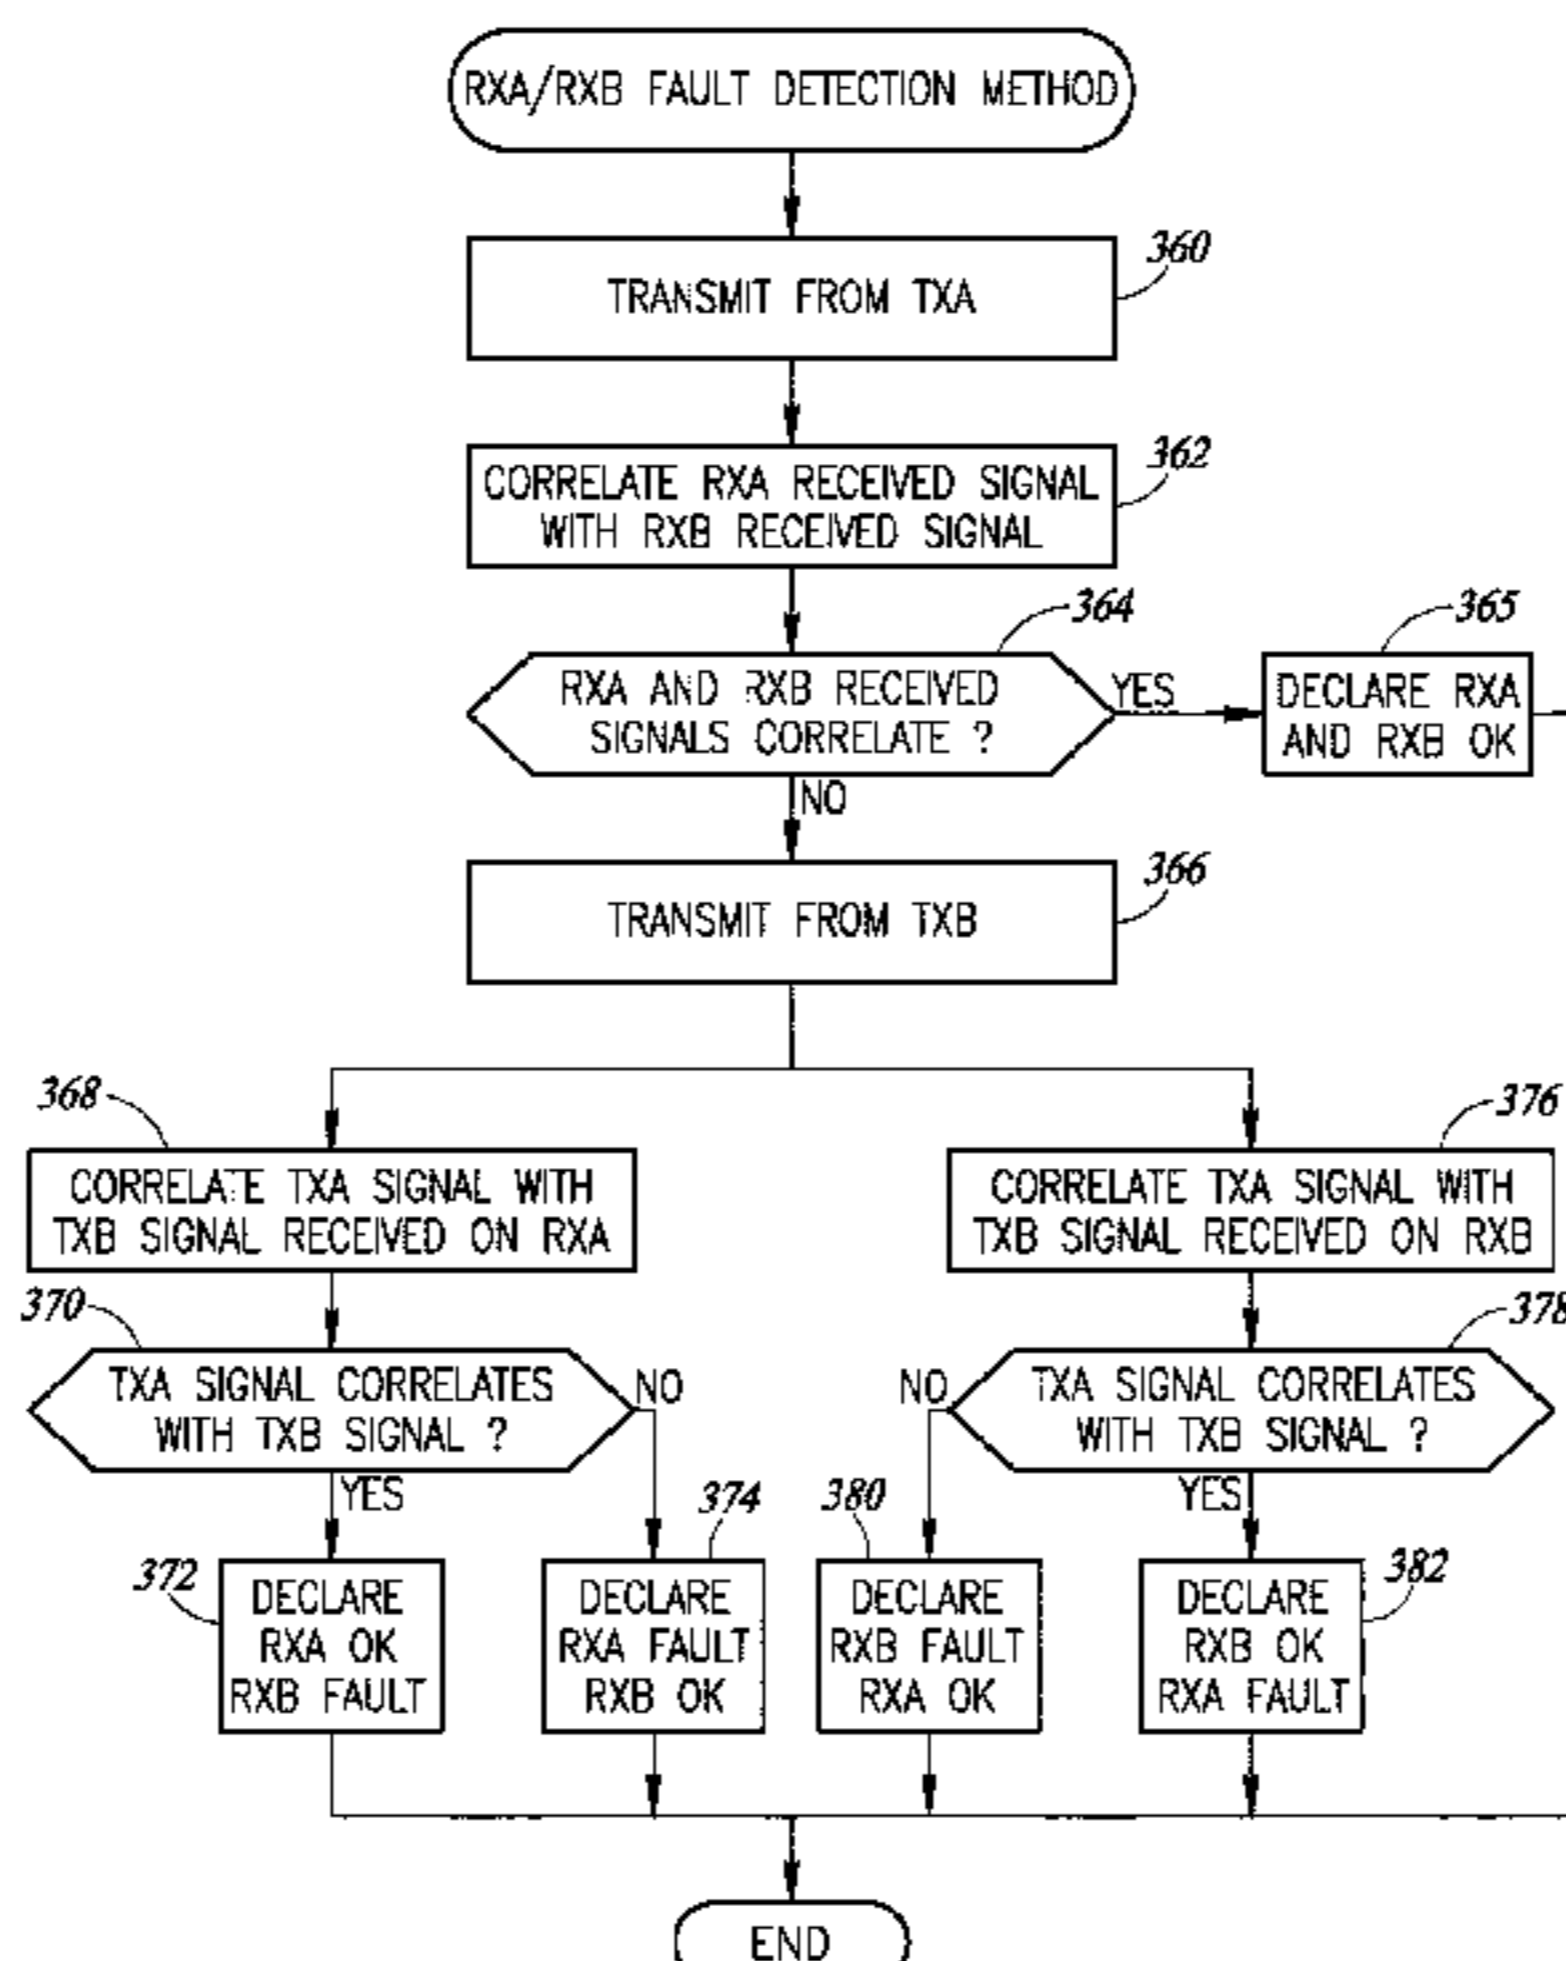 RXA/RXB FAULT DETECTION METHOD
360
TRANSMIT FROM TXA
362
CORRELATE RXA RECEIVED SIGNAL
WITH RXB RECEIVED SIGNAL
364
RXA AND RXB RECEIVED
SIGNALS CORRELATE ?
YES
365
DECLARE RXA
AND RXB OK
NO
366
TRANSMIT FROM TXB
368
CORRELATE TXA SIGNAL WITH
TXB SIGNAL RECEIVED ON RXA
376
CORRELATE TXA SIGNAL WITH
TXB SIGNAL RECEIVED ON RXB
370
TXA SIGNAL CORRELATES
WITH TXB SIGNAL ?
NO
YES
378
TXA SIGNAL CORRELATES
WITH TXB SIGNAL ?
NO
YES
372
DECLARE
RXA OK
RXB FAULT
374
DECLARE
RXA FAULT
RXB OK
380
DECLARE
RXB FAULT
RXA OK
382
DECLARE
RXB OK
RXA FAULT
END